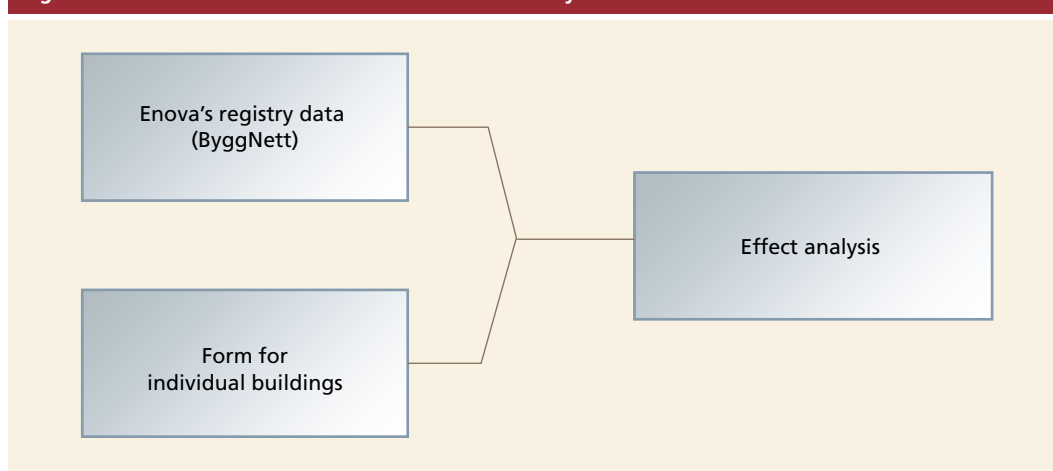 Enova’s registry data
(ByggNett)
Effect analysis
Form for
individual buildings